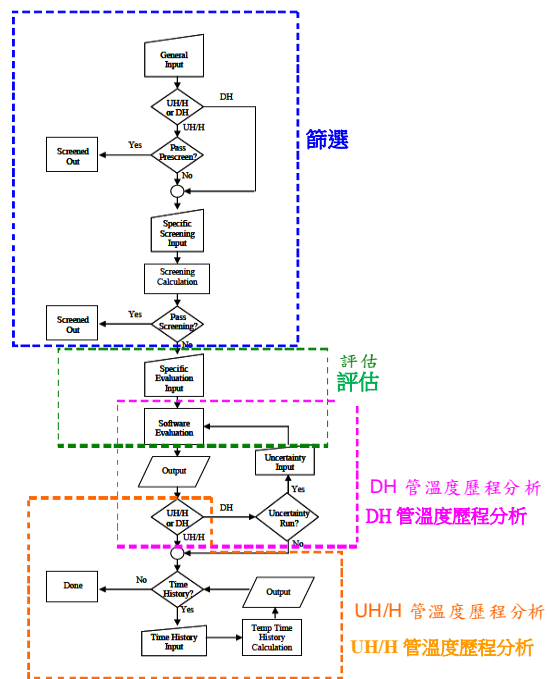 General
Input
UH/H
or DH
DH
UH/H
Pass
Prescreen?
Yes
Screened
Out
No
篩選
Specific
Screening
Input
Screening
Calculation
Pass
Screening?
Yes
Screened
Out
No
Specific
Evaluation
Input
評估
評估
Software
Evaluation
Output
Uncertainty
Input
Yes
DH 管溫度歷程分析
DH 管溫度歷程分析
UH/H
or DH
DH
Uncertainty
Run?
UH/H
No
Time
History?
No
Done
Yes
Output
Time History
Input
Temp Time
History
Calculation
UH/H 管溫度歷程分析
UH/H 管溫度歷程分析